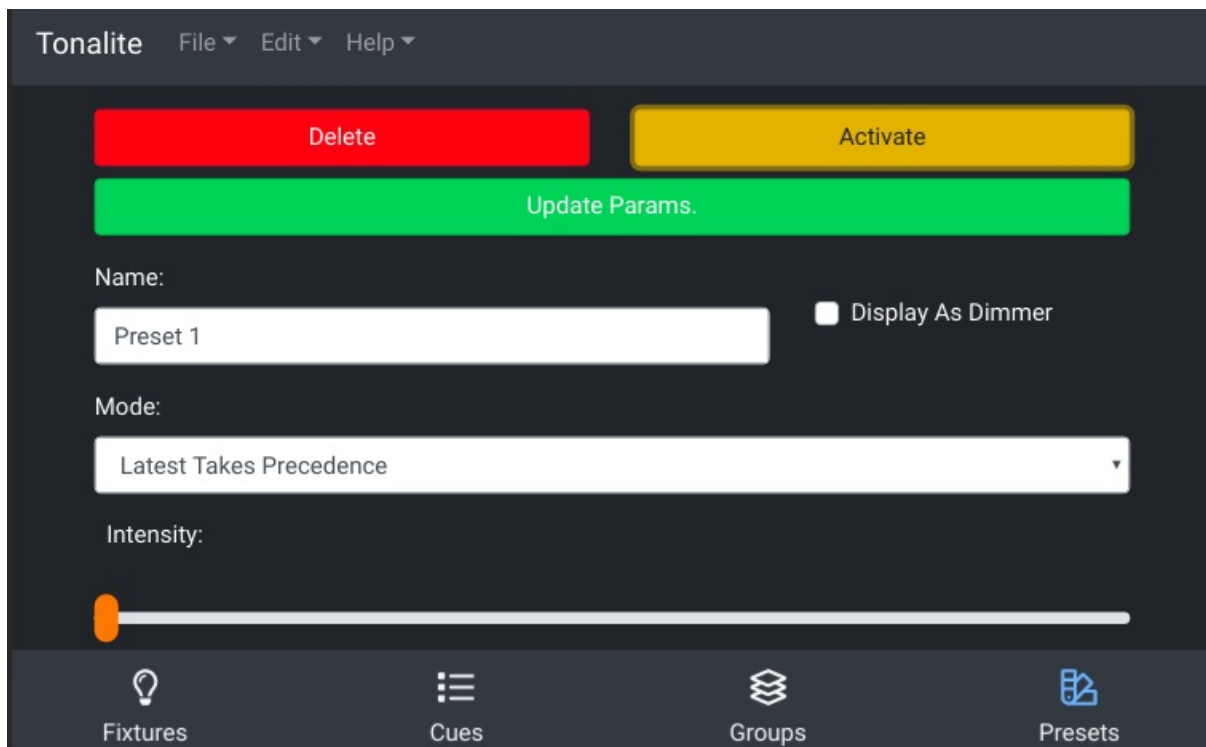 Tonalite File Edit Help
Delete Activate
Update Params.
Name:
Preset 1
Display As Dimmer
Mode:
Latest Takes Precedence
Intensity:
Fixtures Cues Groups Presets